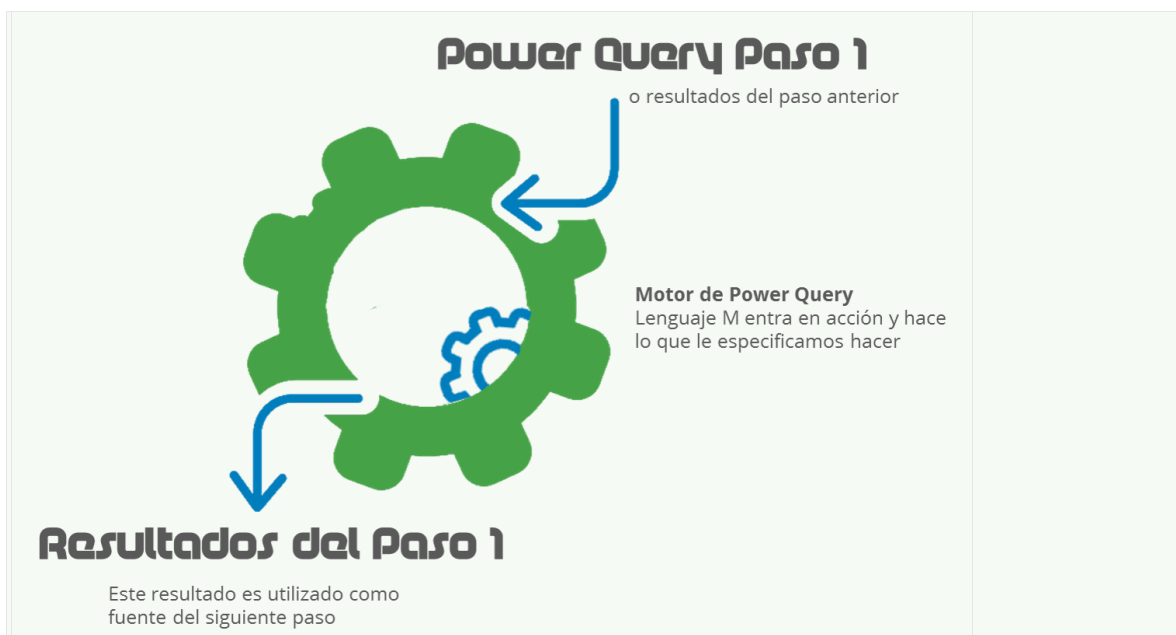 Power Query Paso 1
o resultados del paso anterior
Motor de Power Query
Lenguaje M entra en acción y hace
lo que le especificamos hacer
Resultados del Paso 1
Este resultado es utilizado como
fuente del siguiente paso